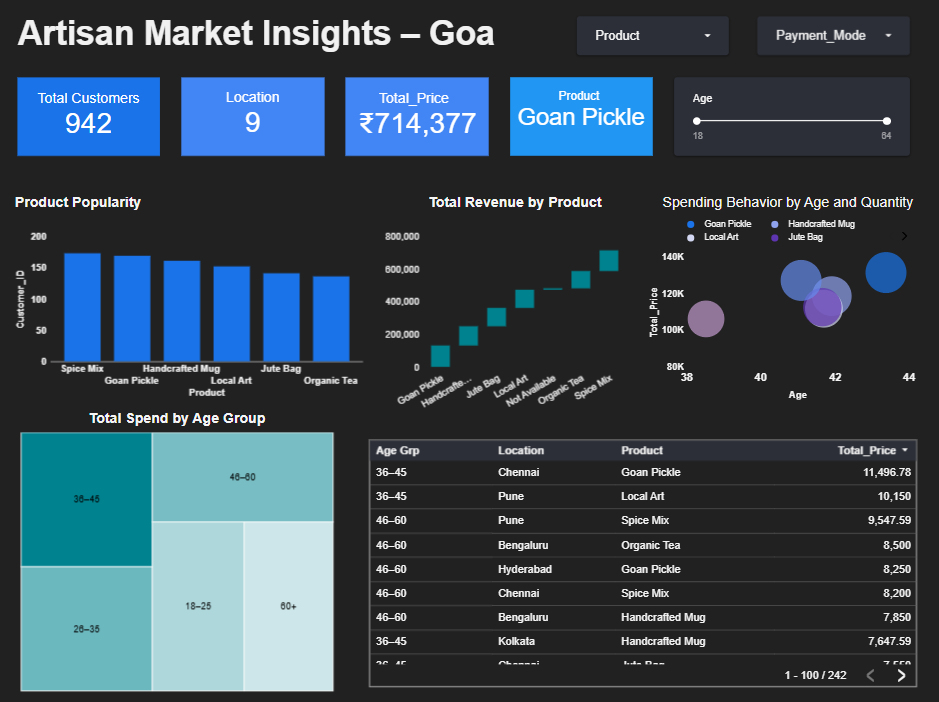 Artisan Market Insights – Goa
Product
Payment_Mode
Total Customers
942
Location
9
Total_Price
₹714,377
Product
Goan Pickle
Age
18
64
Product Popularity
200
150
100
50
0
Customer_ID
Spice Mix
Goan Pickle
Handcrafted Mug
Local Art
Jute Bag
Organic Tea
Product
Total Revenue by Product
800,000
600,000
400,000
200,000
0
Goan Pickle
Handcrafte...
Jute Bag
Local Art
Not Available
Organic Tea
Spice Mix
Spending Behavior by Age and Quantity
Goan Pickle
Handcrafted Mug
Local Art
Jute Bag
140K
120K
100K
80K
Total_Price
38
40
42
44
Age
Total Spend by Age Group
36–45
46–60
26–35
18–25
60+
Age Grp Location Product Total_Price
36–45 Chennai Goan Pickle 11,496.78
36–45 Pune Local Art 10,150
46–60 Pune Spice Mix 9,547.59
46–60 Bengaluru Organic Tea 8,500
46–60 Hyderabad Goan Pickle 8,250
46–60 Chennai Spice Mix 8,200
46–60 Bengaluru Handcrafted Mug 7,850
36–45 Kolkata Handcrafted Mug 7,647.59
36–45 Chennai Jute Bag 7,550
1 - 100 / 242